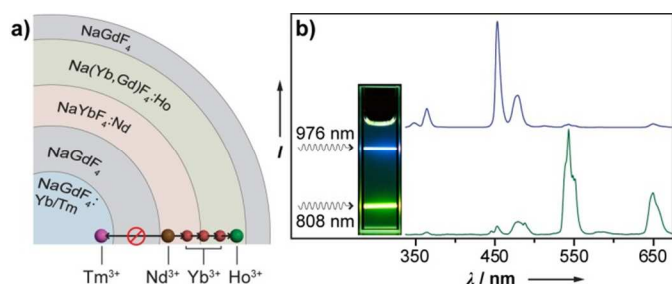 a)
NaGdF₄
Na(Yb,Gd)F₄:Ho
NaYbF₄:Nd
NaGdF₄
NaGdF₄:
Yb/Tm
Tm³⁺ Nd³⁺ Yb³⁺ Ho³⁺
b)
I
976 nm
808 nm
350 450 550 650
λ / nm